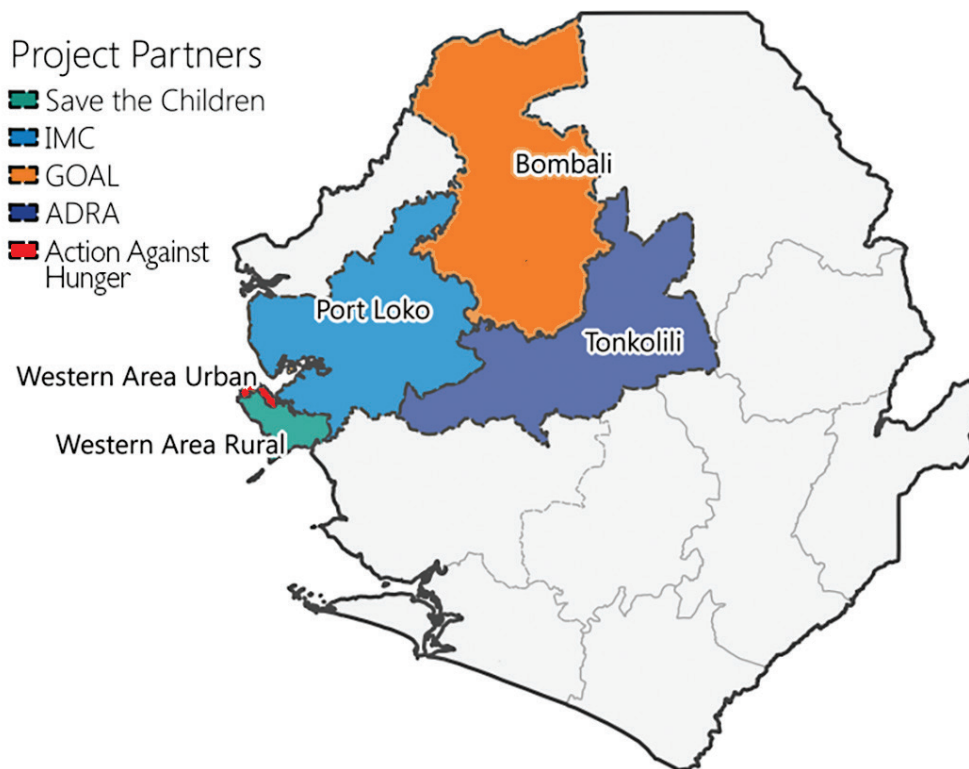 Project Partners
Save the Children
IMC
GOAL
ADRA
Action Against
Hunger
Bombali
Port Loko
Tonkolili
Western Area Urban
Western Area Rural